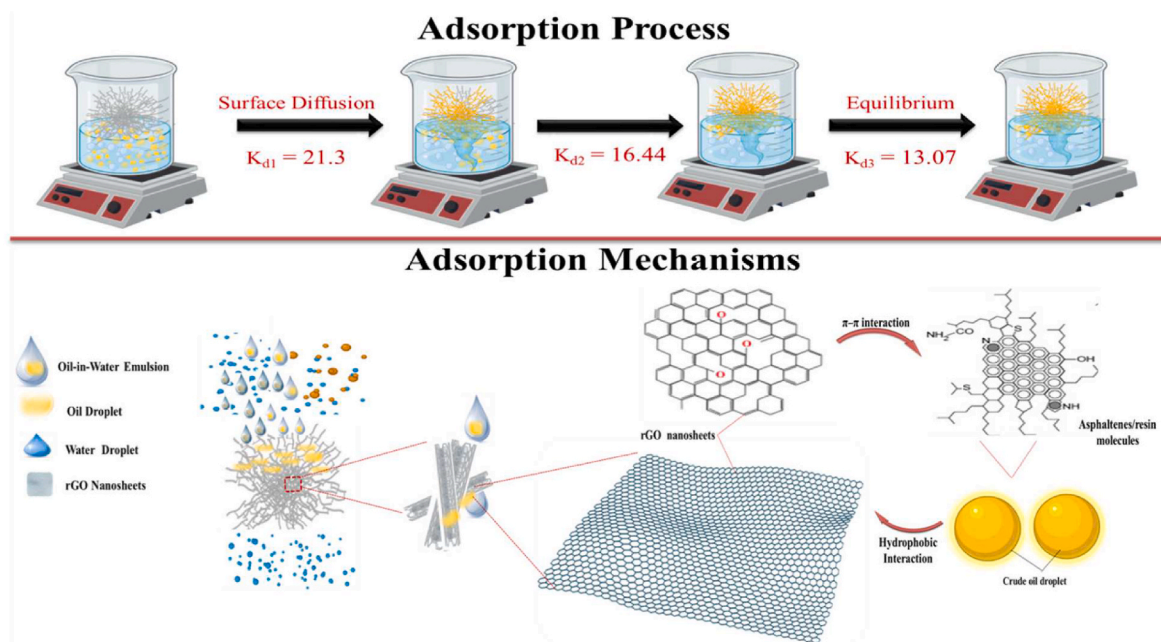 Adsorption Process
Surface Diffusion
Kd1 = 21.3
Kd2 = 16.44
Equilibrium
Kd3 = 13.07
Adsorption Mechanisms
Oil-in-Water Emulsion
Oil Droplet
Water Droplet
rGO Nanosheets
O
O
O
rGO nanosheets
π–π interaction
NH2
CO
S
N
OH
S
NH
Asphaltenes/resin
molecules
Hydrophobic
Interaction
Crude oil droplet